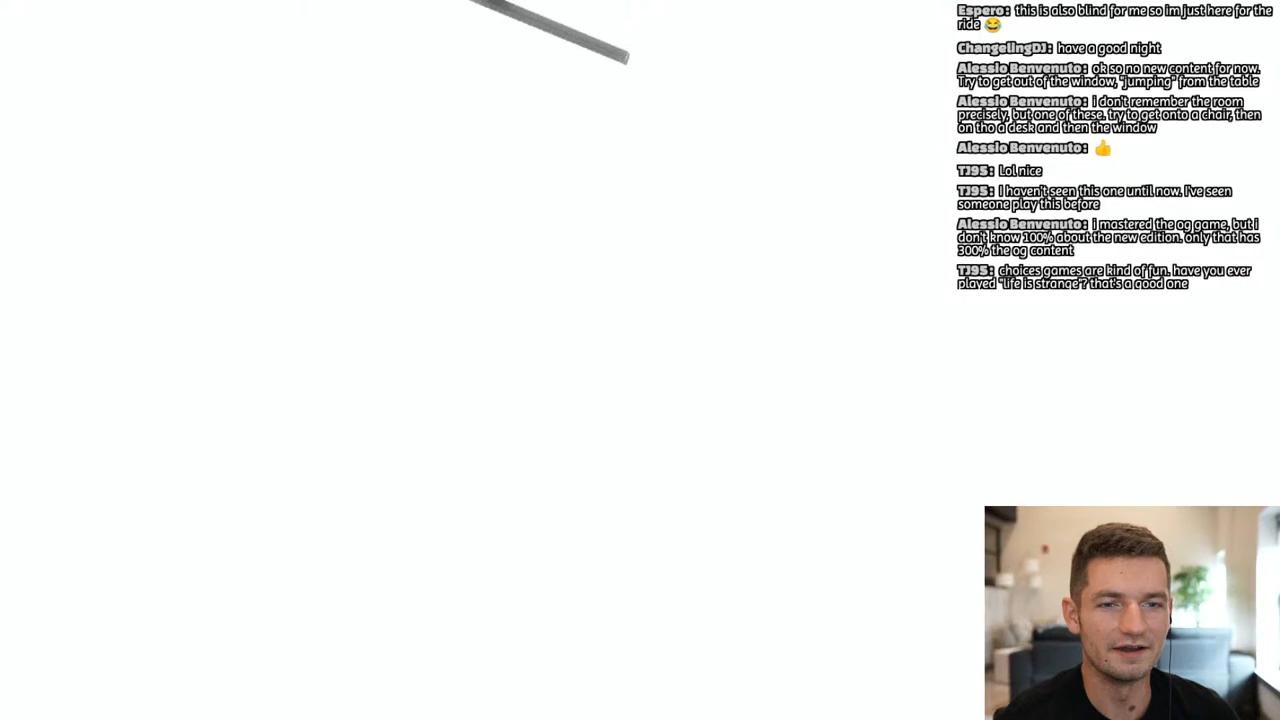 Espero: this is also blind for me so im just here for the
ride 😂
ChangelingDJ: have a good night
Alessio Benvenuto: ok so no new content for now.
Try to get out of the window, "jumping" from the table
Alessio Benvenuto: i don't remember the room
precisely, but one of these. try to get onto a chair, then
on tho a desk and then the window
Alessio Benvenuto: 👍
TJ95: Lol nice
TJ95: I haven't seen this one until now. I've seen
someone play this before
Alessio Benvenuto: i mastered the og game, but i
don't know 100% about the new edition. only that has
300% the og content
TJ95: choices games are kind of fun. have you ever
played "life is strange"? that's a good one